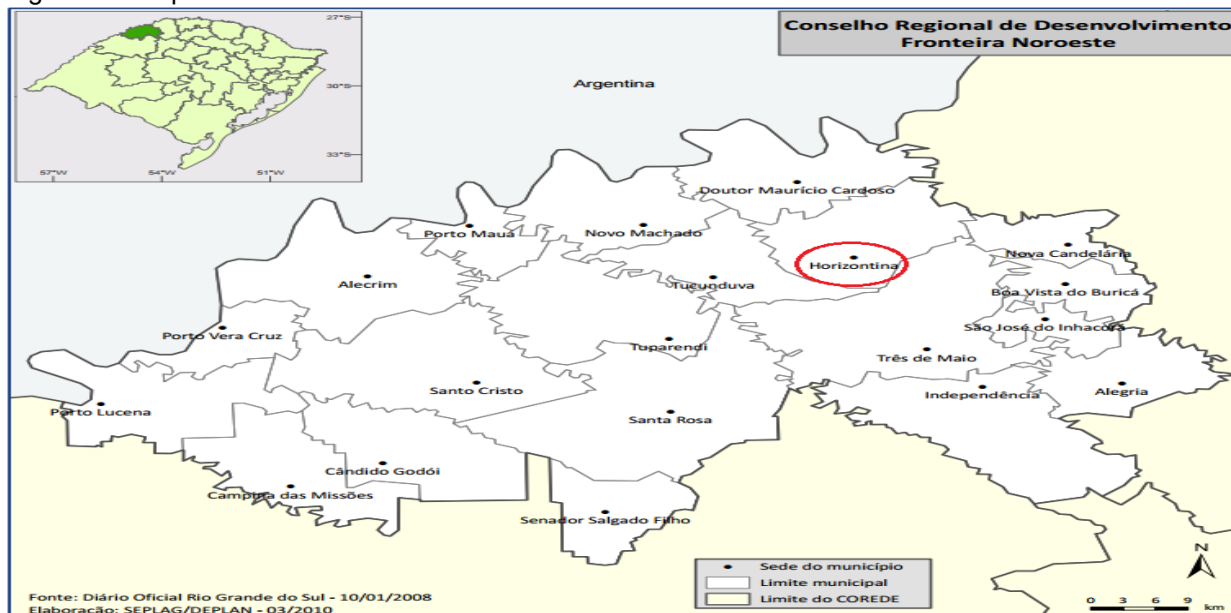 27°S
30°S
33°S
57°W
54°W
51°W
Conselho Regional de Desenvolvimento
Fronteira Noroeste
Argentina
Doutor Maurício Cardoso
Porto Mauá
Novo Machado
Nova Candelária
Horizontina
Alecrim
Tucunduva
Boa Vista do Buricá
São José do Inhacorá
Porto Vera Cruz
Tuparendi
Três de Maio
Santo Cristo
Independência
Alegria
Porto Lucena
Santa Rosa
Cândido Godói
Campina das Missões
Senador Salgado Filho
N
Sede do município
Limite municipal
Limite do COREDE
0 3 6 9
km
Fonte: Diário Oficial Rio Grande do Sul - 10/01/2008
Elaboração: SEPLAG/DEPLAN - 03/2010